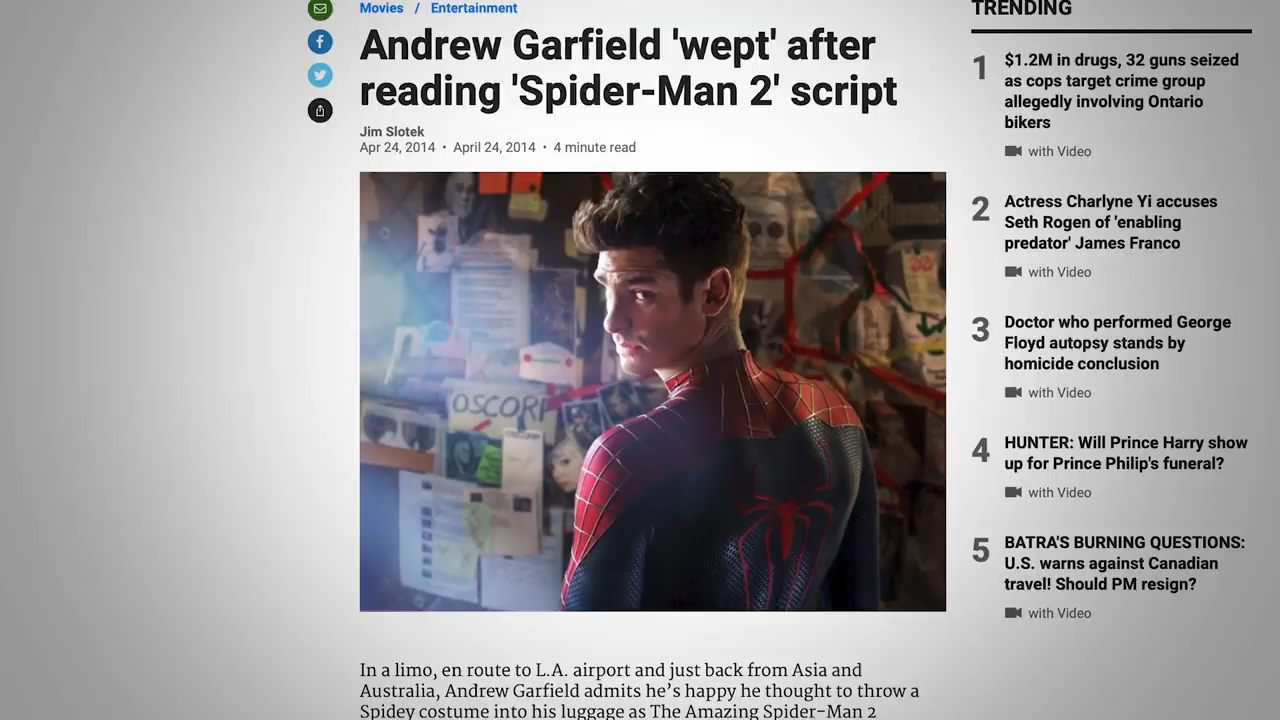 Movies / Entertainment
Andrew Garfield 'wept' after
reading 'Spider-Man 2' script
Jim Slotek
Apr 24, 2014 • April 24, 2014 • 4 minute read
OSCORP
In a limo, en route to L.A. airport and just back from Asia and
Australia, Andrew Garfield admits he’s happy he thought to throw a
Spidey costume into his luggage as The Amazing Spider-Man 2
TRENDING
1
$1.2M in drugs, 32 guns seized
as cops target crime group
allegedly involving Ontario
bikers
with Video
2
Actress Charlyne Yi accuses
Seth Rogen of 'enabling
predator' James Franco
with Video
3
Doctor who performed George
Floyd autopsy stands by
homicide conclusion
with Video
4
HUNTER: Will Prince Harry show
up for Prince Philip's funeral?
with Video
5
BATRA'S BURNING QUESTIONS:
U.S. warns against Canadian
travel! Should PM resign?
with Video